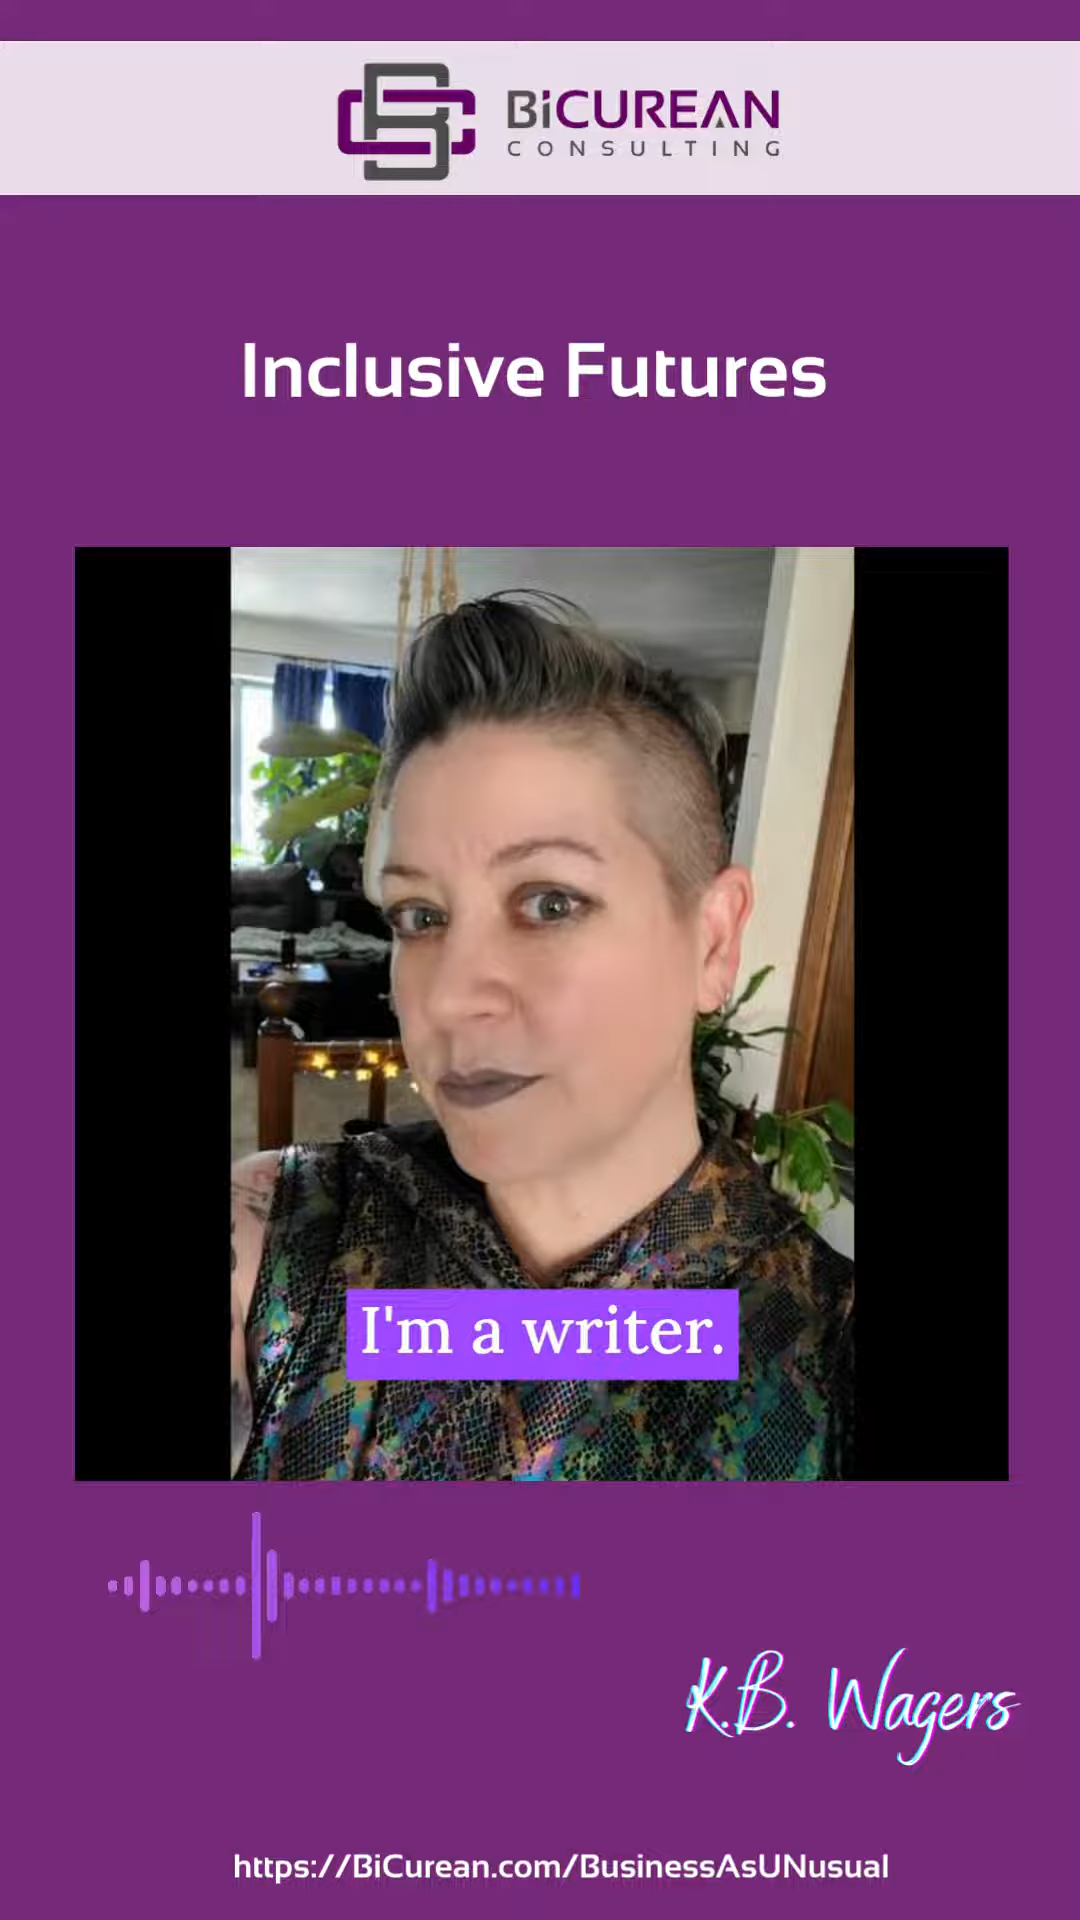 BiCUREAN
CONSULTING
Inclusive Futures
I'm a writer.
K.B. Wagers
https://BiCurean.com/BusinessAsUNusual